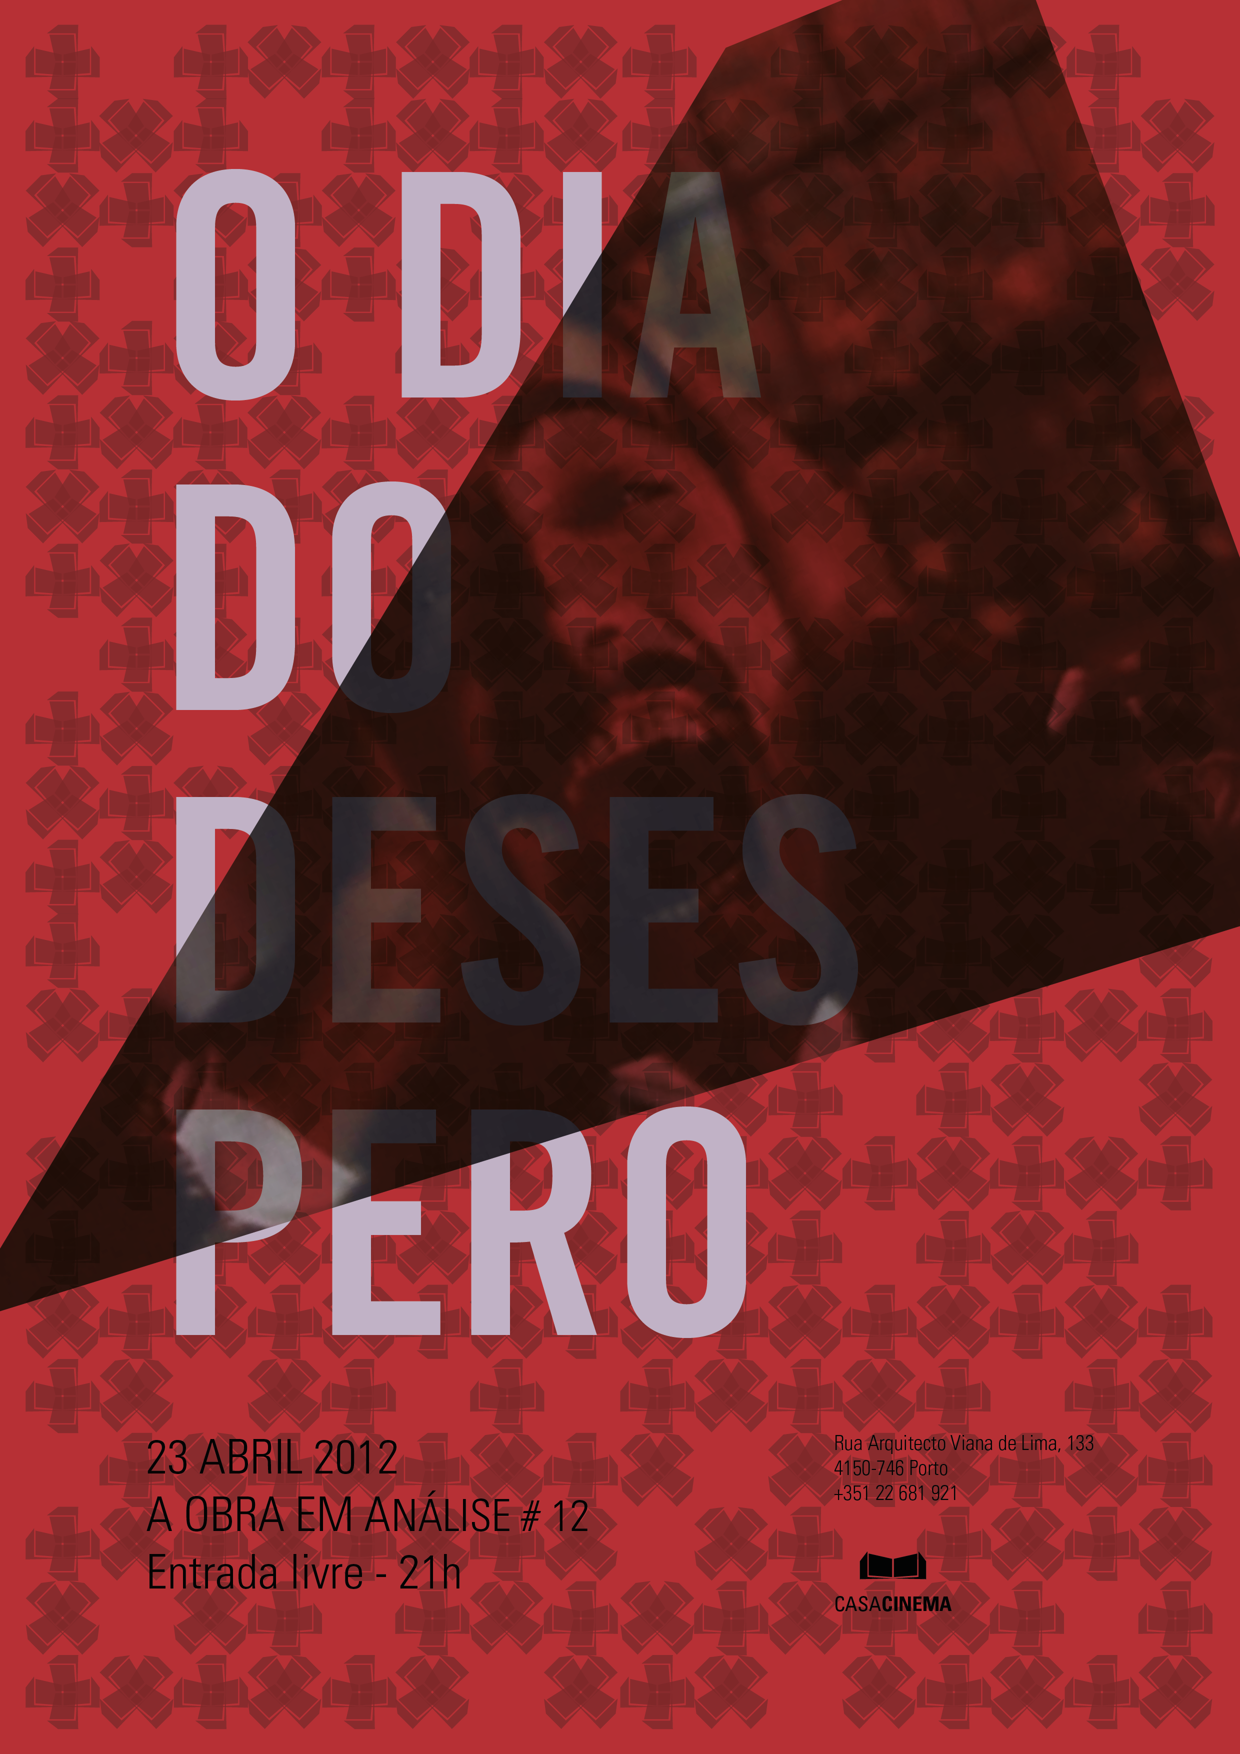 O DIA
DO
DESES
PERO
23 ABRIL 2012
A OBRA EM ANÁLISE # 12
Entrada livre - 21h
Rua Arquitecto Viana de Lima, 133
4150-746 Porto
+351 22 681 921
CASACINEMA